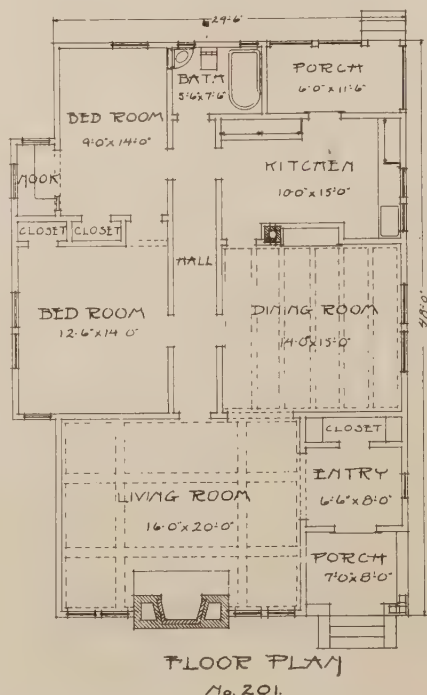 29'-6"
BATH
5'-6"x7'-6"
PORCH
6'-0"x11'-6"
BED ROOM
9'-0"x14'-0"
KITCHEN
10'-0"x15'-0"
NOOK
CLOSET
CLOSET
HALL
BED ROOM
12'-6"x14'-0"
DINING ROOM
14'-0"x15'-0"
48'-0"
CLOSET
ENTRY
6'-6"x8'-0"
LIVING ROOM
16'-0"x20'-0"
PORCH
7'-0"x8'-0"
FLOOR PLAN
No. 201.